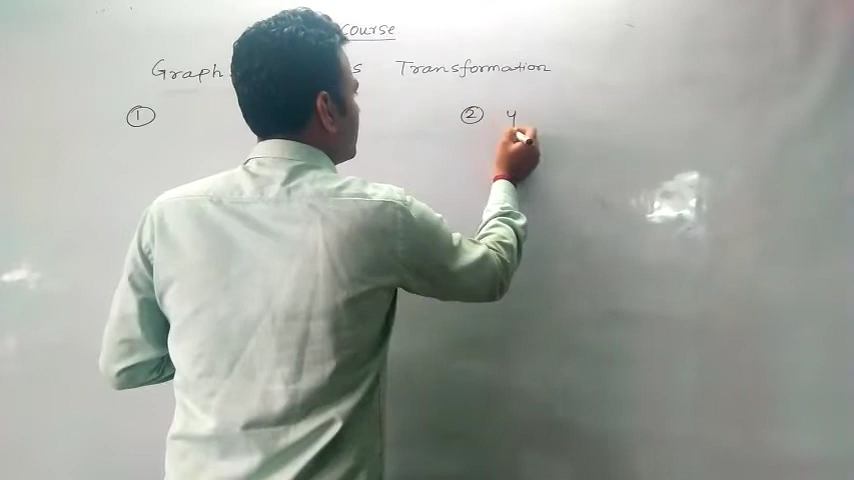 Course
Graph s Transformation
① ② y